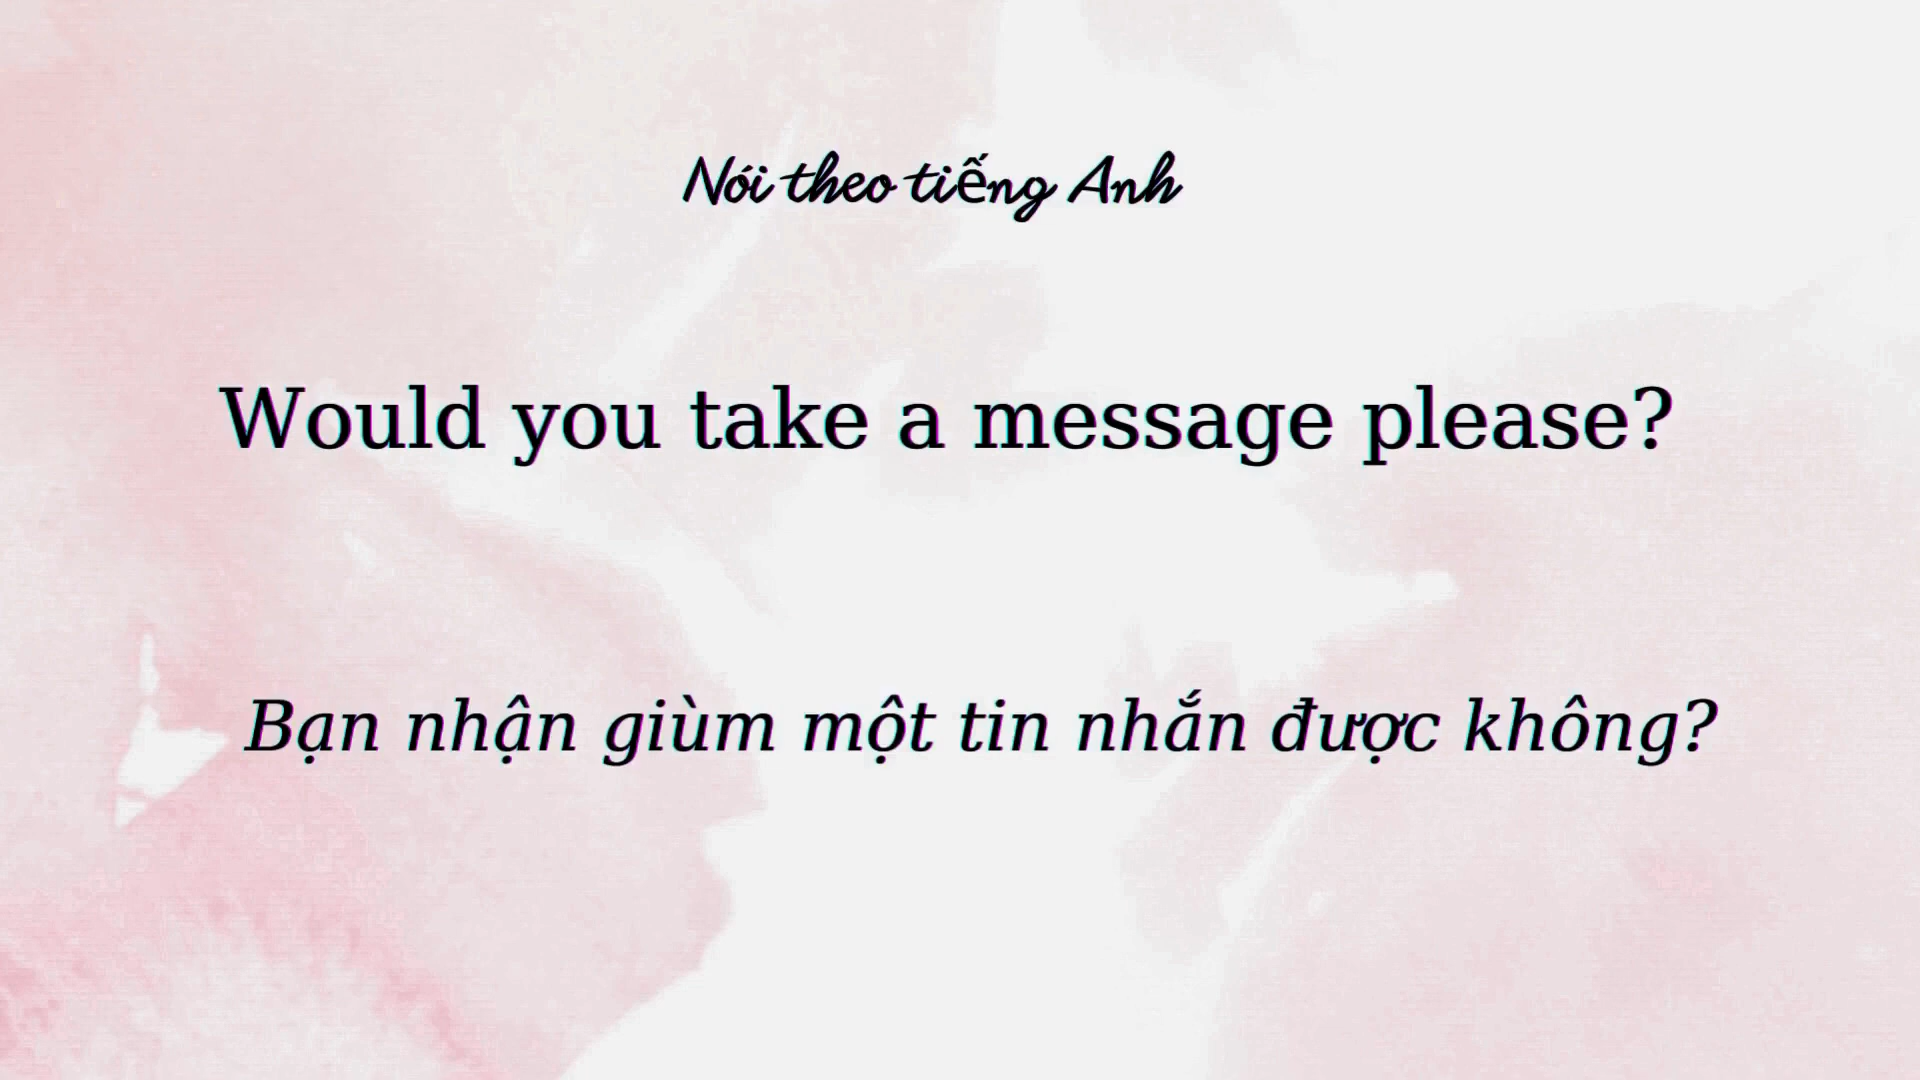 Nói theo tiếng Anh
Would you take a message please?
Bạn nhận giùm một tin nhắn được không?